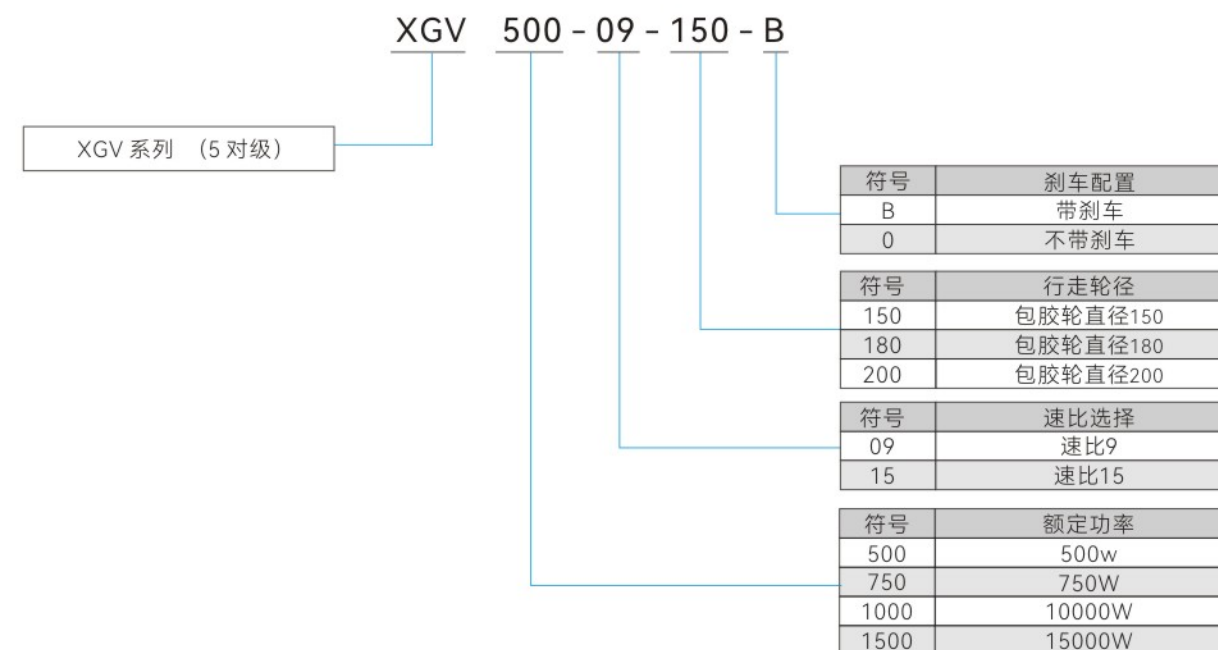 XGV 500 - 09 - 150 - B
XGV 系列 （5 对级）
符号 刹车配置
B 带刹车
0 不带刹车
符号 行走轮径
150 包胶轮直径150
180 包胶轮直径180
200 包胶轮直径200
符号 速比选择
09 速比9
15 速比15
符号 额定功率
500 500w
750 750W
1000 10000W
1500 15000W